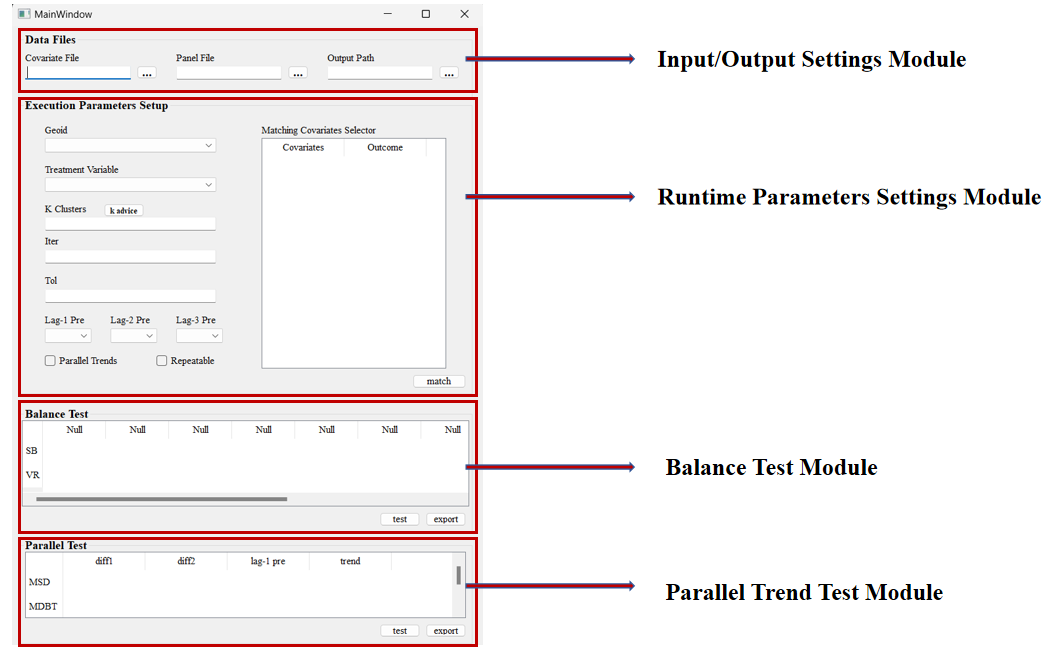 MainWindow
Data Files
Covariate File Panel File Output Path
... ... ...
Input/Output Settings Module
Execution Parameters Setup
Geoid
Matching Covariates Selector
Covariates Outcome
Treatment Variable
K Clusters k advice
Iter
Tol
Lag-1 Pre Lag-2 Pre Lag-3 Pre
Parallel Trends Repeatable
match
Runtime Parameters Settings Module
Balance Test
Null Null Null Null Null Null Null
SB
VR
test export
Balance Test Module
Parallel Test
diff1 diff2 lag-1 pre trend
MSD
MDBT
test export
Parallel Trend Test Module